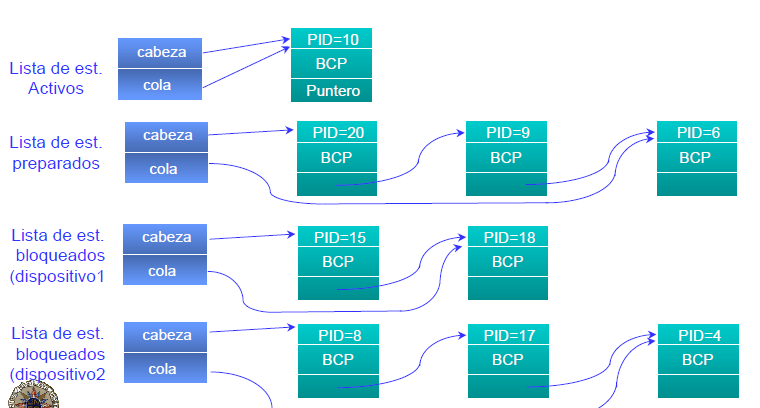 Lista de est.
Activos
cabeza
cola
PID=10
BCP
Puntero
Lista de est.
preparados
cabeza
cola
PID=20
BCP
PID=9
BCP
PID=6
BCP
Lista de est.
bloqueados
(dispositivo1
cabeza
cola
PID=15
BCP
PID=18
BCP
Lista de est.
bloqueados
(dispositivo2
cabeza
cola
PID=8
BCP
PID=17
BCP
PID=4
BCP